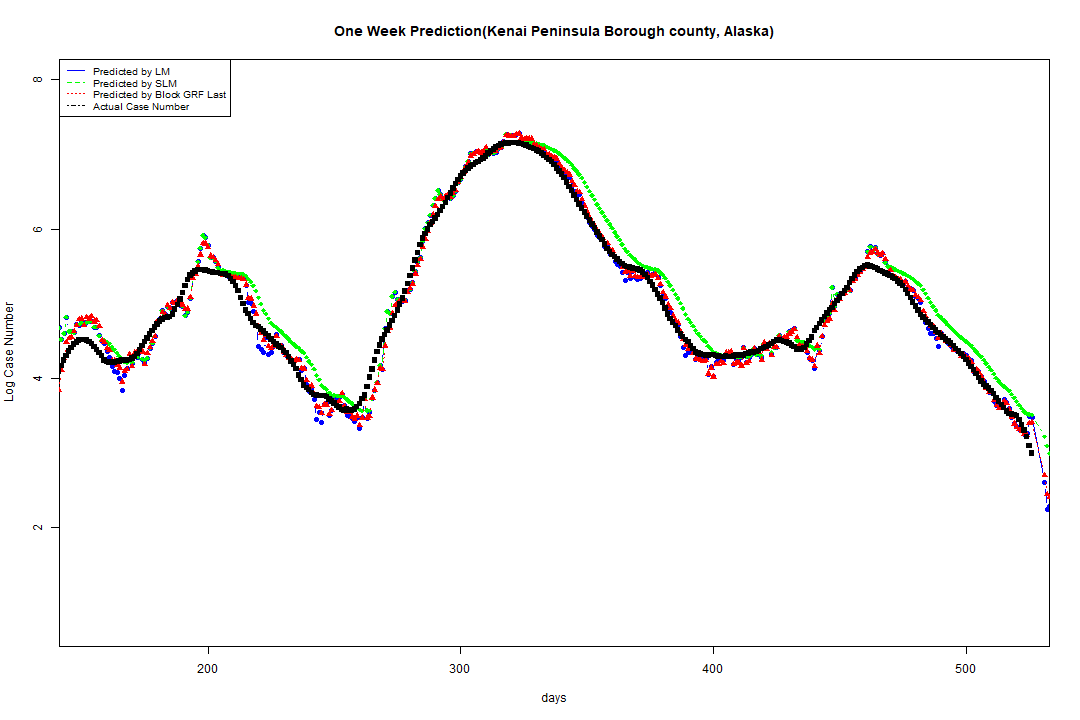 One Week Prediction(Kenai Peninsula Borough county, Alaska)
Predicted by LM
Predicted by SLM
Predicted by Block GRF Last
Actual Case Number
8
6
4
2
Log Case Number
200
300
400
500
days